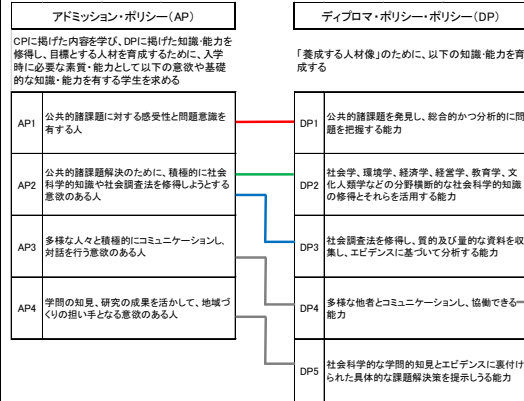 アドミッション・ポリシー(AP)
CPに掲げた内容を学び、DPに掲げた知識・能力を
修得し、目標とする人材を育成するために、入学
時に必要な素質・能力として以下の意欲や基礎
的な知識・能力を有する学生を求める
AP1
公共的諸課題に対する感受性と問題意識を
有する人
AP2
公共的諸課題解決のために、積極的に社会
科学的知識や社会調査法を修得しようとする
意欲のある人
AP3
多様な人々と積極的にコミュニケーションし、
対話を行う意欲のある人
AP4
学問の知見、研究の成果を活かして、地域づ
くりの担い手となる意欲のある人
ディプロマ・ポリシー・ポリシー(DP)
「養成する人材像」のために、以下の知識・能力を育
成する
DP1
公共的諸課題を発見し、総合的かつ分析的に問
題を把握する能力
DP2
社会学、環境学、経済学、経営学、教育学、文
化人類学などの分野横断的な社会科学的知識
の修得とそれらを活用する能力
DP3
社会調査法を修得し、質的及び量的な資料を収
集し、エビデンスに基づいて分析する能力
DP4
多様な他者とコミュニケーションし、協働できる
能力
DP5
社会科学的な学問的知見とエビデンスに裏付け
られた具体的な課題解決策を提示しうる能力